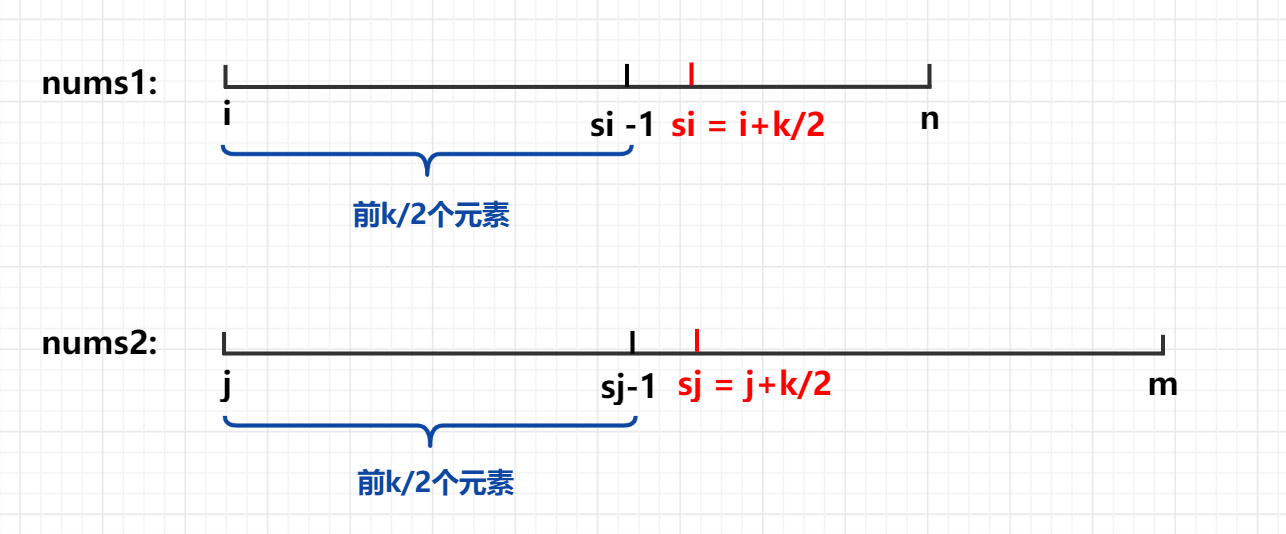 nums1:
i
si -1 si = i+k/2
n
前k/2个元素
nums2:
j
sj-1 sj = j+k/2
m
前k/2个元素